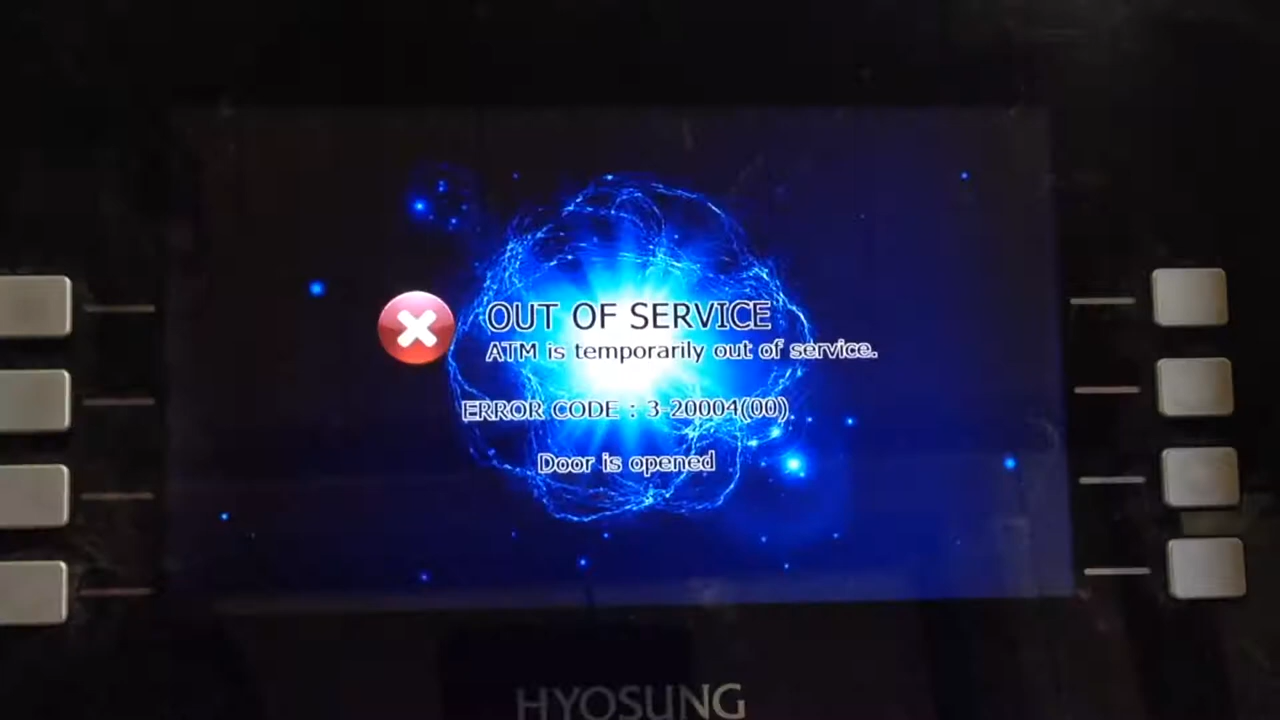 OUT OF SERVICE
ATM is temporarily out of service.
ERROR CODE : 3-20004(00)
Door is opened
HYOSUNG